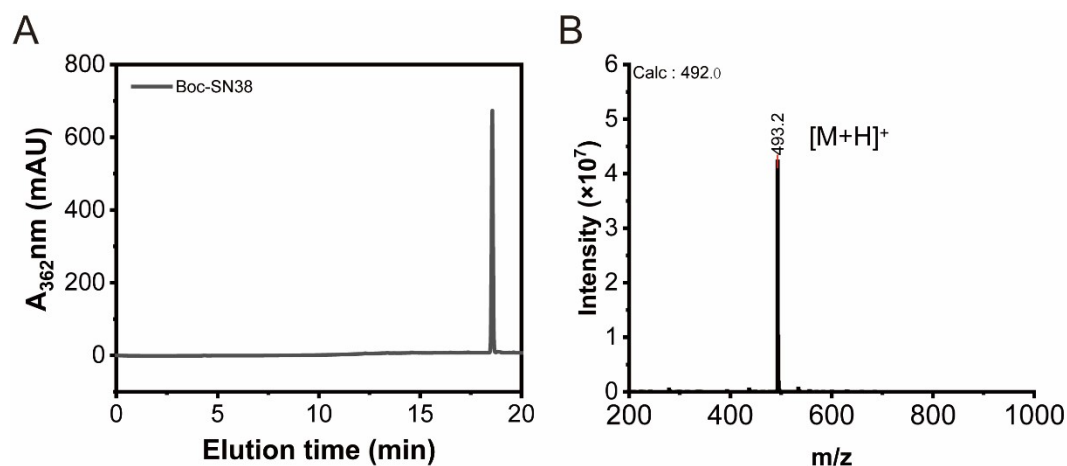 A
800
600
400
200
0
A₃₆₂nm (mAU)
Boc-SN38
0 5 10 15 20
Elution time (min)
B
6
5
4
3
2
1
0
Intensity (×10⁷)
Calc : 492.0
493.2
[M+H]⁺
200 400 600 800 1000
m/z